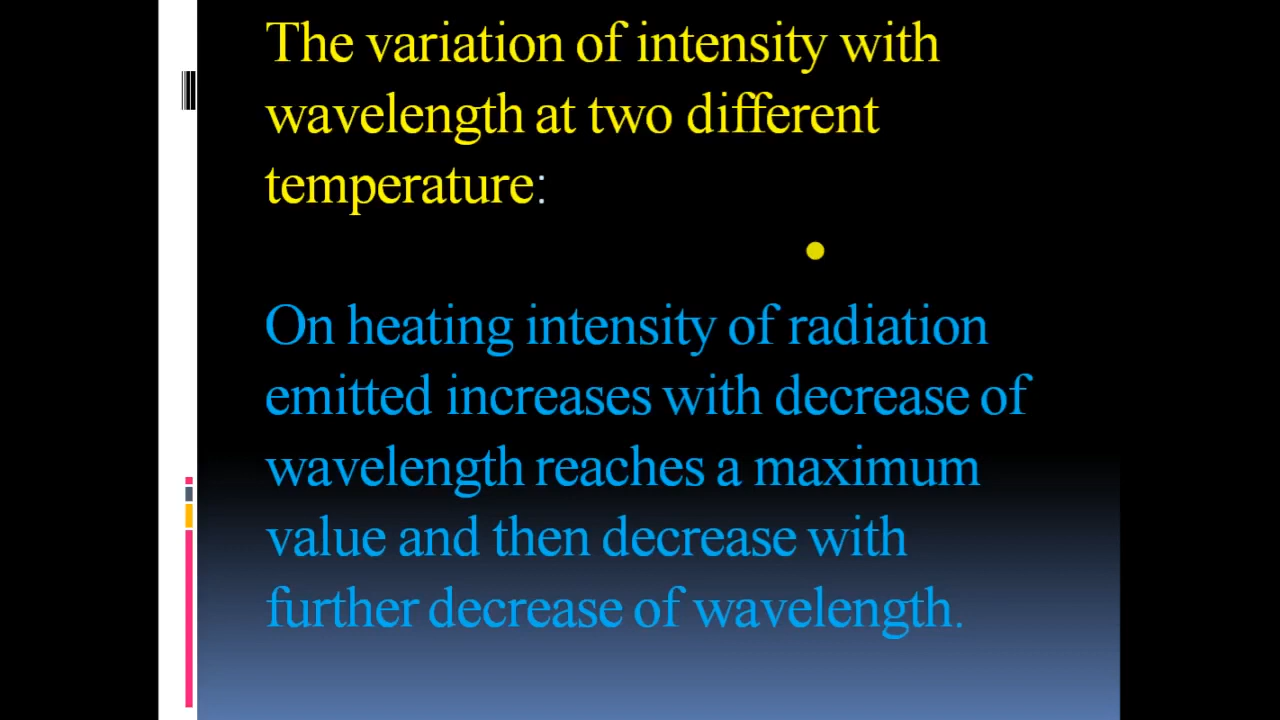 The variation of intensity with
wavelength at two different
temperature:
On heating intensity of radiation
emitted increases with decrease of
wavelength reaches a maximum
value and then decrease with
further decrease of wavelength.